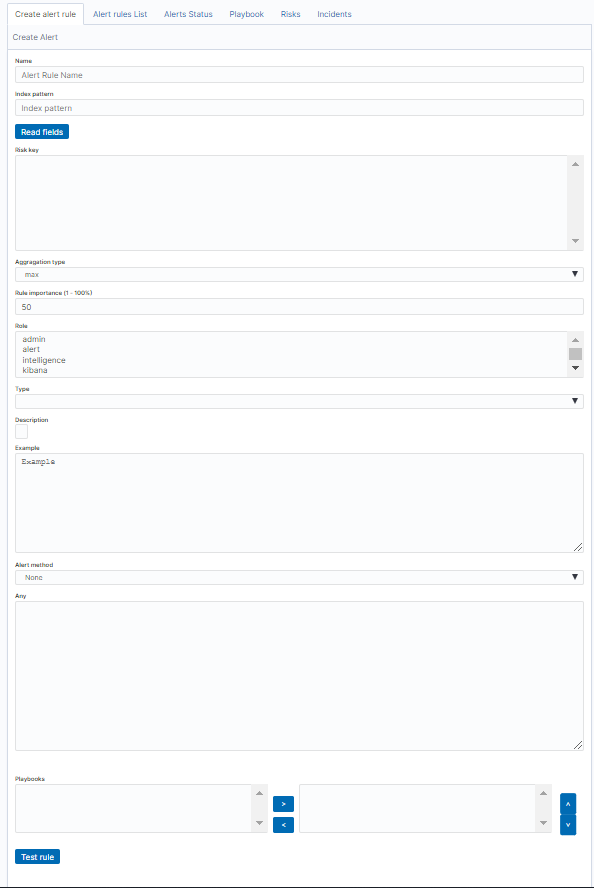 Create alert rule Alert rules List Alerts Status Playbook Risks Incidents
Create Alert
Name
Alert Rule Name
Index pattern
Index pattern
Read fields
Risk key
Aggragation type
max
Rule importance (1 - 100%)
50
Role
admin
alert
intelligence
kibana
Type
Description
Example
Example
Alert method
None
Any
Playbooks
>
<
Test rule